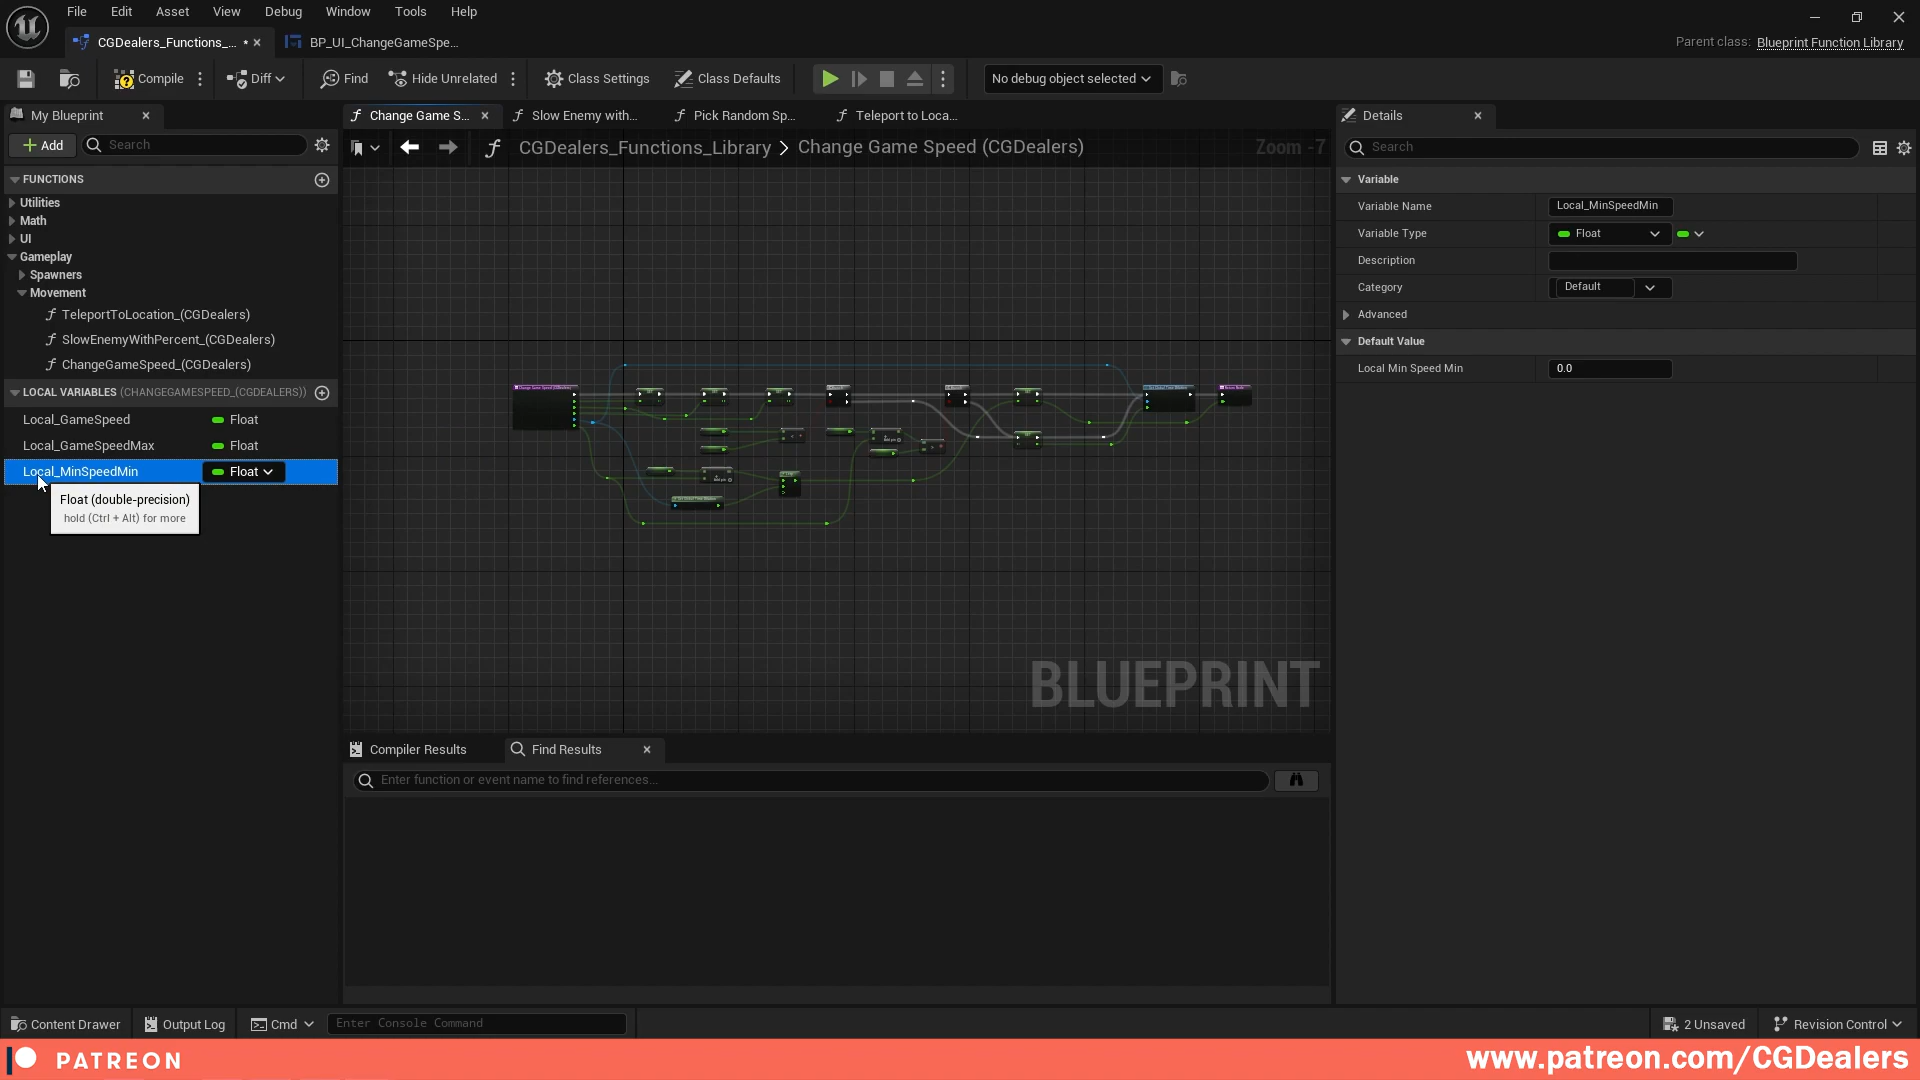 File Edit Asset View Debug Window Tools Help
CGDealers_Functions_... • BP_UI_ChangeGameSpe...
Parent class: Blueprint Function Library
Compile Diff Find Hide Unrelated Class Settings Class Defaults No debug object selected
My Blueprint
Change Game S... Slow Enemy with... Pick Random Sp... Teleport to Loca...
Details
Add Search
CGDealers_Functions_Library > Change Game Speed (CGDealers) Zoom -7
Search
FUNCTIONS
Utilities
Math
UI
Gameplay
Spawners
Movement
TeleportToLocation_(CGDealers)
SlowEnemyWithPercent_(CGDealers)
ChangeGameSpeed_(CGDealers)
LOCAL VARIABLES (CHANGEGAMESPEED_(CGDEALERS))
Local_GameSpeed Float
Local_GameSpeedMax Float
Local_MinSpeedMin Float
Float (double-precision)
hold (Ctrl + Alt) for more
Variable
Variable Name Local_MinSpeedMin
Variable Type Float
Description
Category Default
Advanced
Default Value
Local Min Speed Min 0.0
BLUEPRINT
Compiler Results Find Results
Enter function or event name to find references...
Content Drawer Output Log Cmd Enter Console Command 2 Unsaved Revision Control
PATREON www.patreon.com/CGDealers